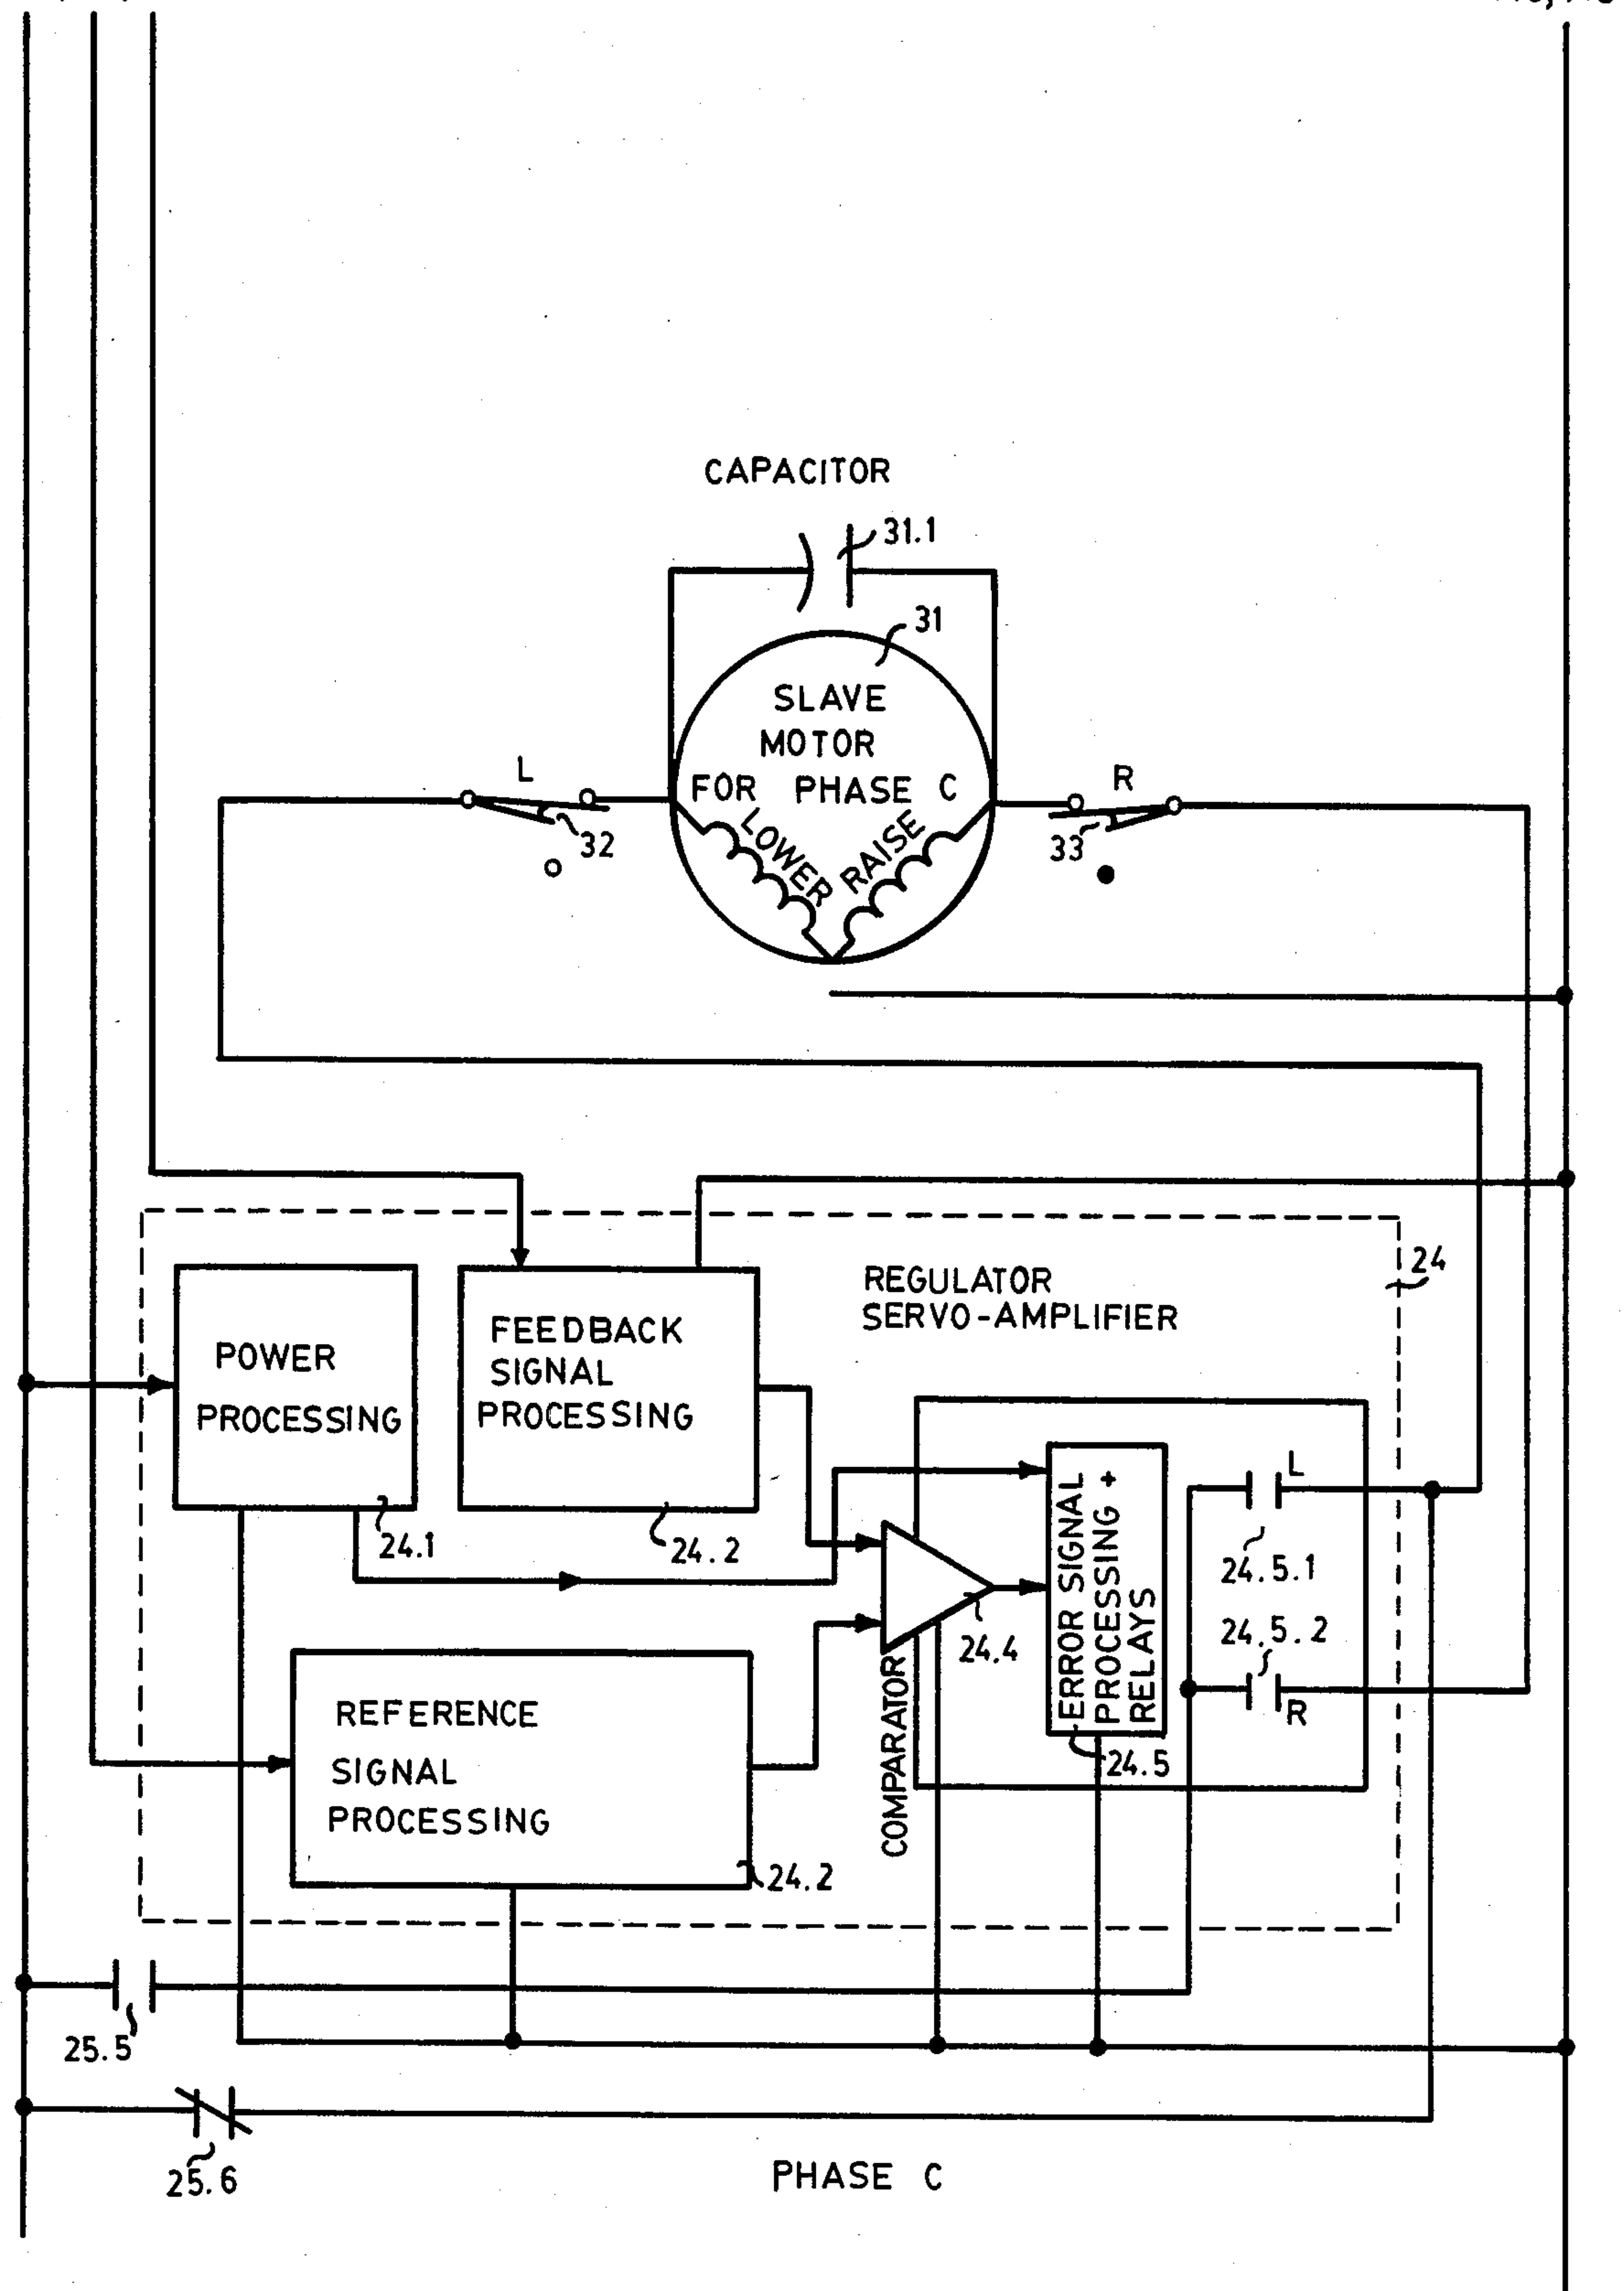 CAPACITOR
31.1
31
SLAVE
MOTOR
FOR PHASE C
L
R
LOWER
RAISE
32
33
24
REGULATOR
SERVO-AMPLIFIER
POWER
PROCESSING
FEEDBACK
SIGNAL
PROCESSING
24.1
24.2
L
24.5.1
24.5.2
R
ERROR SIGNAL
PROCESSING +
RELAYS
24.4
COMPARATOR
24.5
REFERENCE
SIGNAL
PROCESSING
24.2
25.5
25.6
PHASE C